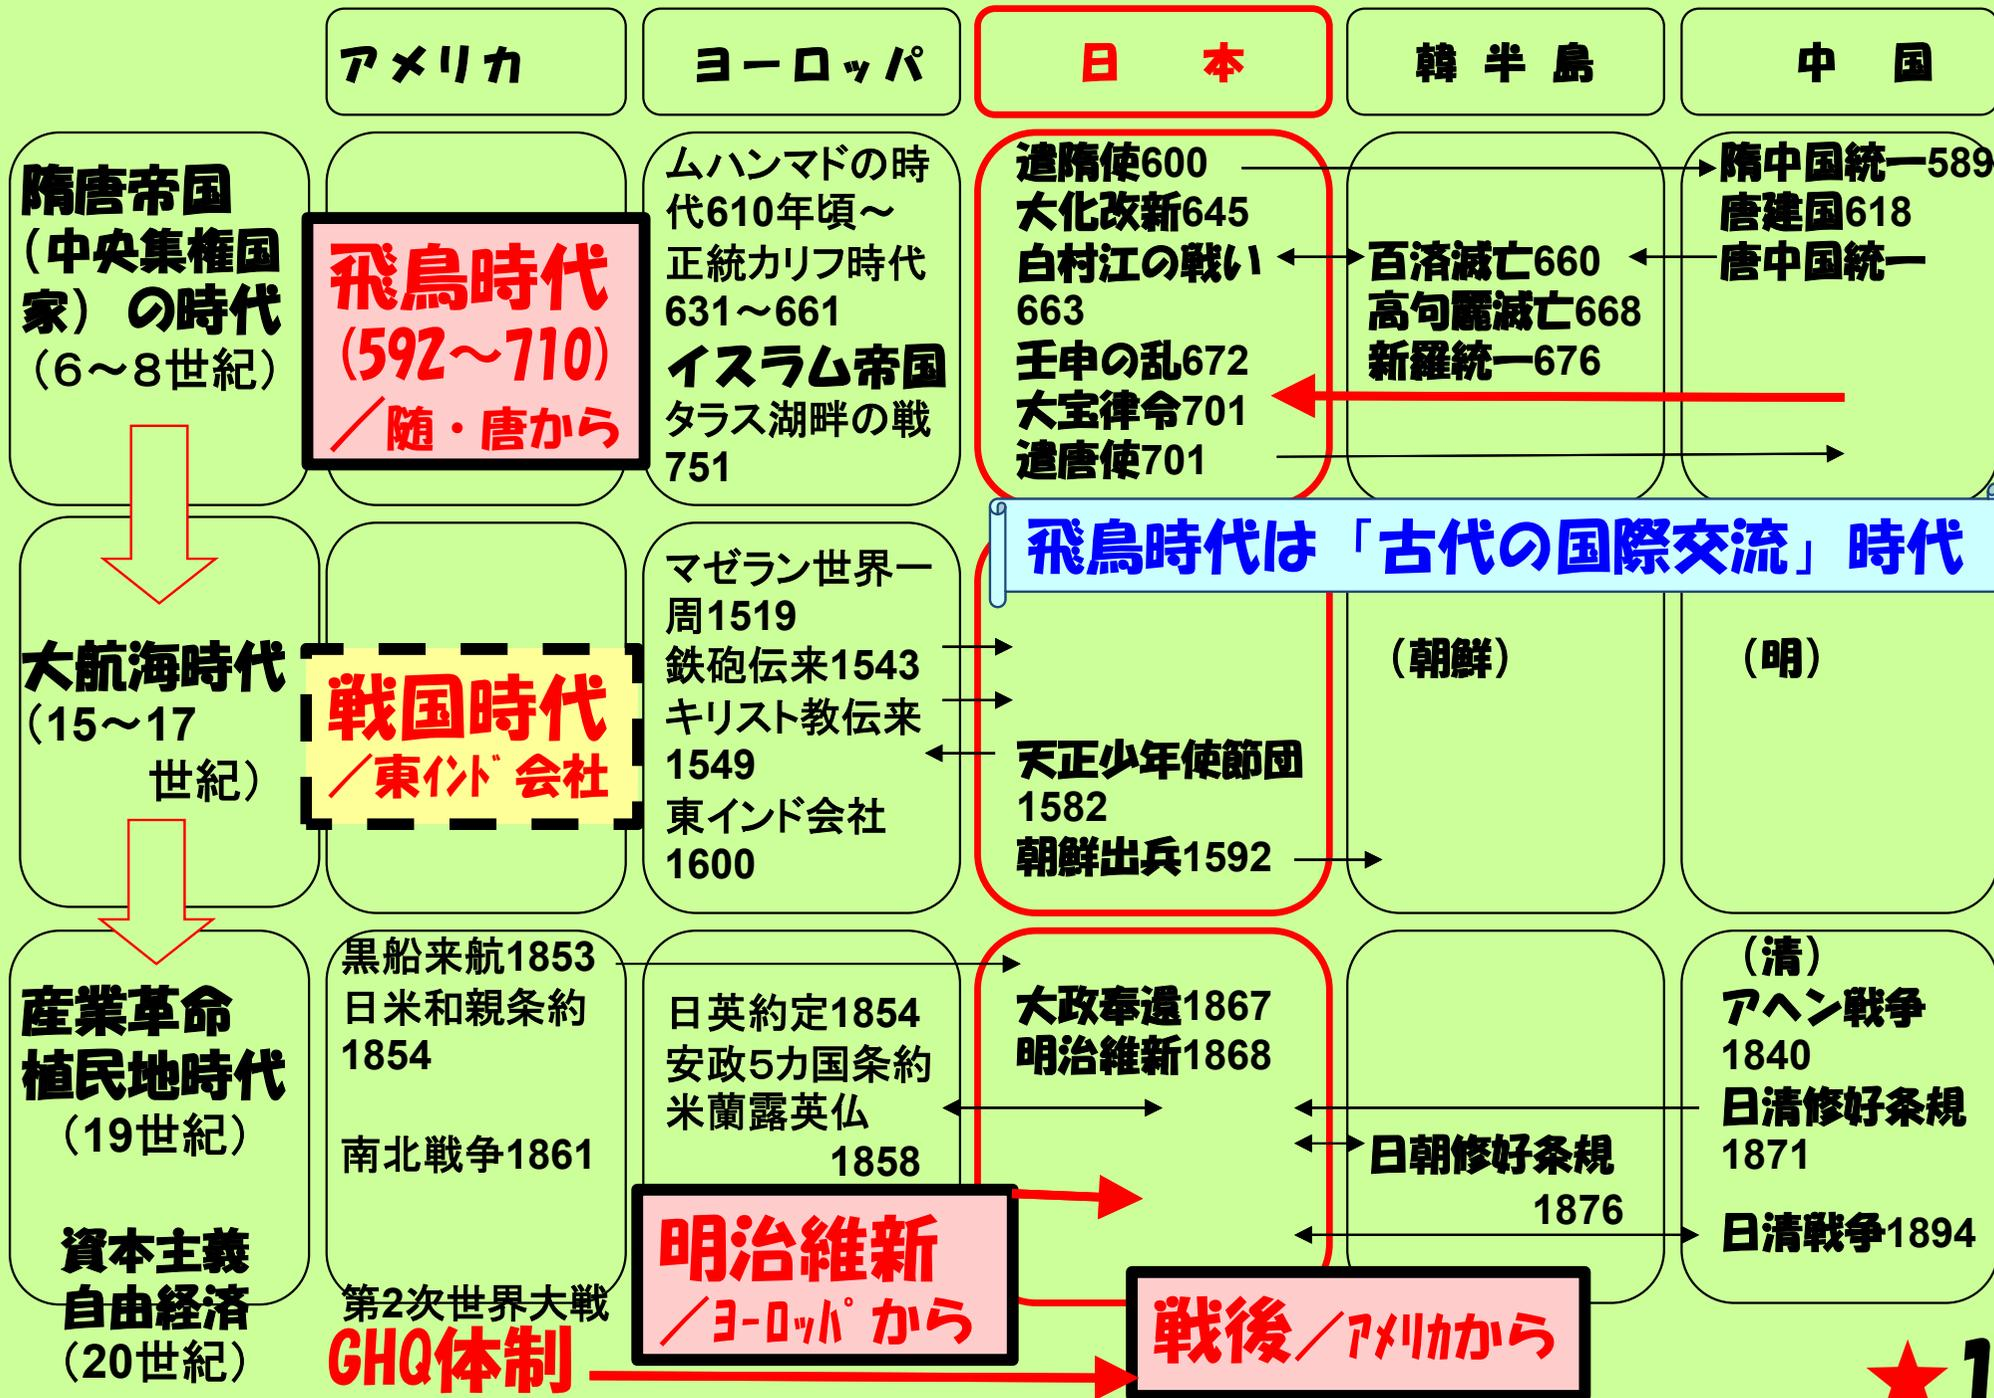 アメリカ
ヨーロッパ
日 本
韓半島
中 国
隋唐帝国
（中央集権国
家）の時代
（6～8世紀）
飛鳥時代
(592～710)
／随・唐から
ムハンマドの時
代610年頃～
正統カリフ時代
631～661
イスラム帝国
タラス湖畔の戦
751
遣隋使600
大化改新645
白村江の戦い
663
壬申の乱672
大宝律令701
遣唐使701
百済滅亡660
高句麗滅亡668
新羅統一676
隋中国統一589
唐建国618
唐中国統一
飛鳥時代は「古代の国際交流」時代
大航海時代
（15～17
世紀）
戦国時代
／東インド会社
マゼラン世界一
周1519
鉄砲伝来1543
キリスト教伝来
1549
東インド会社
1600
天正少年使節団
1582
朝鮮出兵1592
（朝鮮）
（明）
産業革命
植民地時代
（19世紀）
資本主義
自由経済
（20世紀）
黒船来航1853
日米和親条約
1854
南北戦争1861
第2次世界大戦
GHQ体制
日英約定1854
安政5カ国条約
米蘭露英仏
1858
明治維新
／ﾖｰﾛｯﾊﾟから
大政奉還1867
明治維新1868
日朝修好条規
1876
戦後／ｱﾒﾘｶから
（清）
アヘン戦争
1840
日清修好条規
1871
日清戦争1894
★1